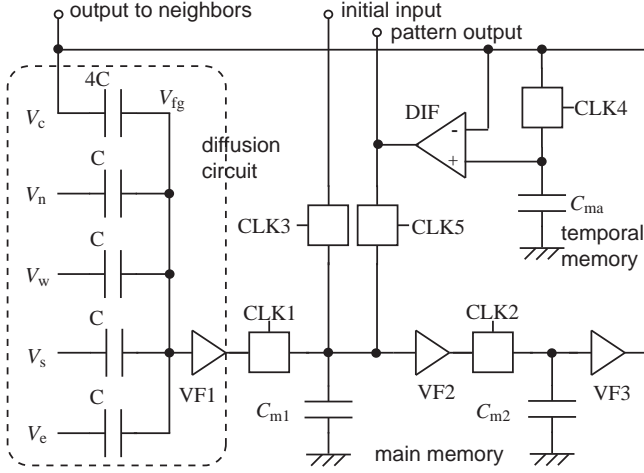 output to neighbors
initial input
pattern output
4C
Vfg
DIF
CLK4
Vc
diffusion
circuit
-
+
C
Vn
Cma
CLK3
CLK5
temporal
memory
C
Vw
CLK1
CLK2
C
Vs
VF1
VF2
VF3
C
Cm1
Cm2
Ve
main memory